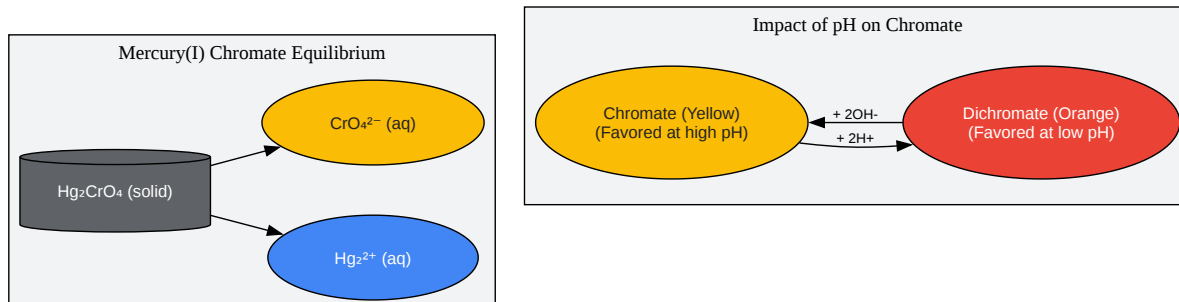 Mercury(I) Chromate Equilibrium
CrO₄²⁻ (aq)
Hg₂CrO₄ (solid)
Hg₂²⁺ (aq)
Impact of pH on Chromate
Chromate (Yellow)
(Favored at high pH)
+ 2OH-
+ 2H+
Dichromate (Orange)
(Favored at low pH)